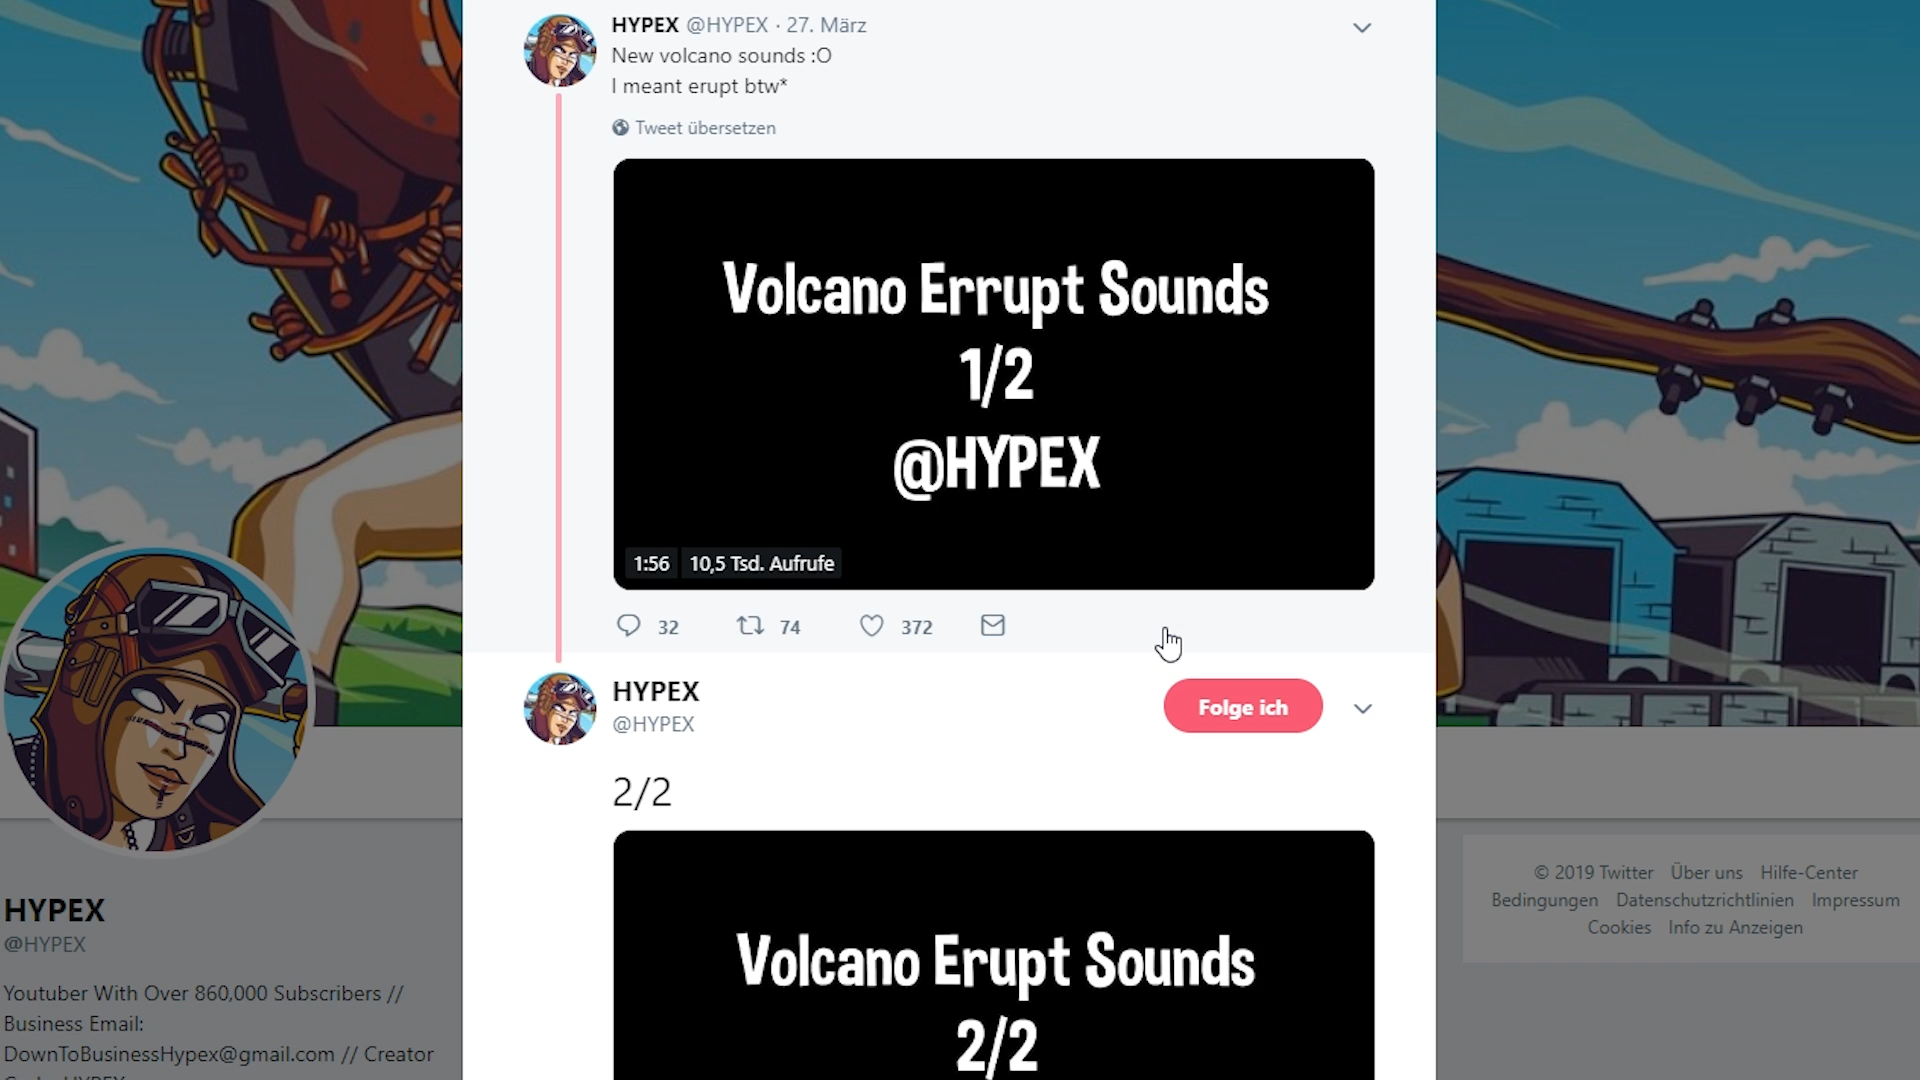 HYPEX @HYPEX · 27. März
New volcano sounds :O
I meant erupt btw*
Tweet übersetzen
Volcano Errupt Sounds
1/2
@HYPEX
1:56 10,5 Tsd. Aufrufe
32 74 372
HYPEX
@HYPEX
Folge ich
2/2
Volcano Erupt Sounds
2/2
HYPEX
@HYPEX
Youtuber With Over 860,000 Subscribers //
Business Email:
DownToBusinessHypex@gmail.com // Creator
© 2019 Twitter Über uns Hilfe-Center
Bedingungen Datenschutzrichtlinien Impressum
Cookies Info zu Anzeigen